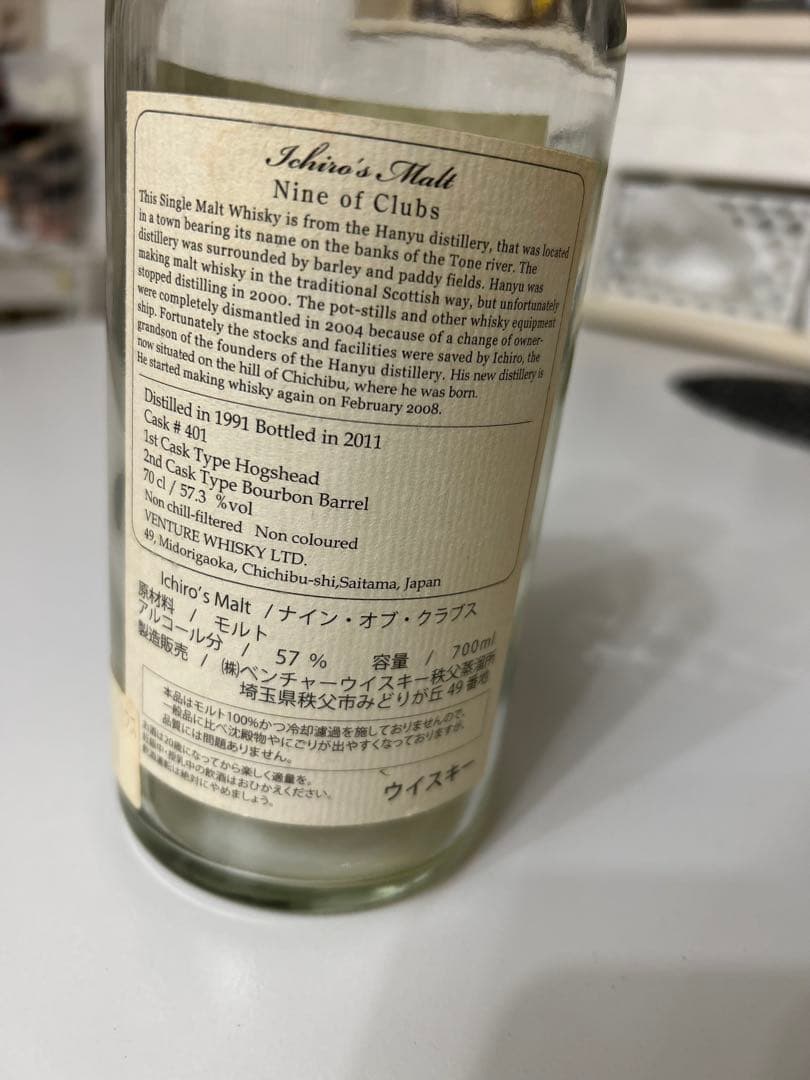 Ichiro's Malt
Nine of Clubs
This Single Malt Whisky is from the Hanyu distillery, that was located
in a town bearing its name on the banks of the Tone river. The
distillery was surrounded by barley and paddy fields. Hanyu was
making malt whisky in the traditional Scottish way, but unfortunately
stopped distilling in 2000. The pot-stills and other whisky equipment
were completely dismantled in 2004 because of a change of owner-
ship. Fortunately the stocks and facilities were saved by Ichiro, the
grandson of the founders of the Hanyu distillery. His new distillery is
now situated on the hill of Chichibu, where he was born.
He started making whisky again on February 2008.
Distilled in 1991 Bottled in 2011
Cask # 401
1st Cask Type Hogshead
2nd Cask Type Bourbon Barrel
70 cl / 57.3 %vol
Non chill-filtered Non coloured
VENTURE WHISKY LTD.
49, Midorigaoka, Chichibu-shi,Saitama, Japan
Ichiro's Malt / ナイン・オブ・クラブス
原材料 / モルト
アルコール分 / 57 % 容量 / 700ml
製造販売 / ㈱ベンチャーウイスキー秩父蒸溜所
埼玉県秩父市みどりが丘49番地
本品はモルト100%かつ冷却濾過を施しておりませんので、
一般品に比べ沈殿物やにごりが出やすくなっておりますが、
品質には問題ありません。
お酒は20歳になってから楽しく適量を。
妊娠中・授乳中の飲酒はおひかえください。
飲酒運転は絶対にやめましょう。
ウイスキー